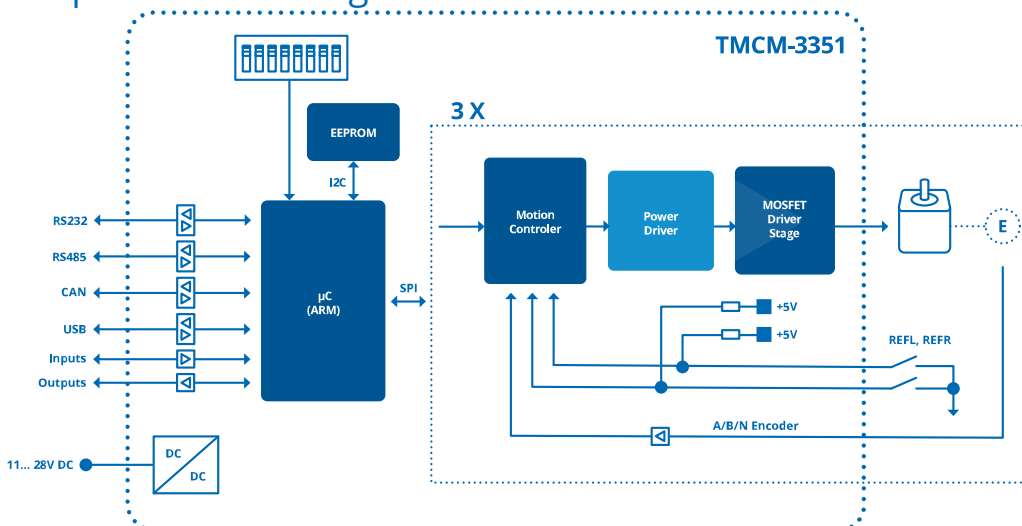 TMCM-3351
3 X
EEPROM
I2C
RS232
RS485
CAN
USB
Inputs
Outputs
µC
(ARM)
SPI
Motion
Controler
Power
Driver
MOSFET
Driver
Stage
E
+5V
+5V
REFL, REFR
A/B/N Encoder
11... 28V DC
DC
DC